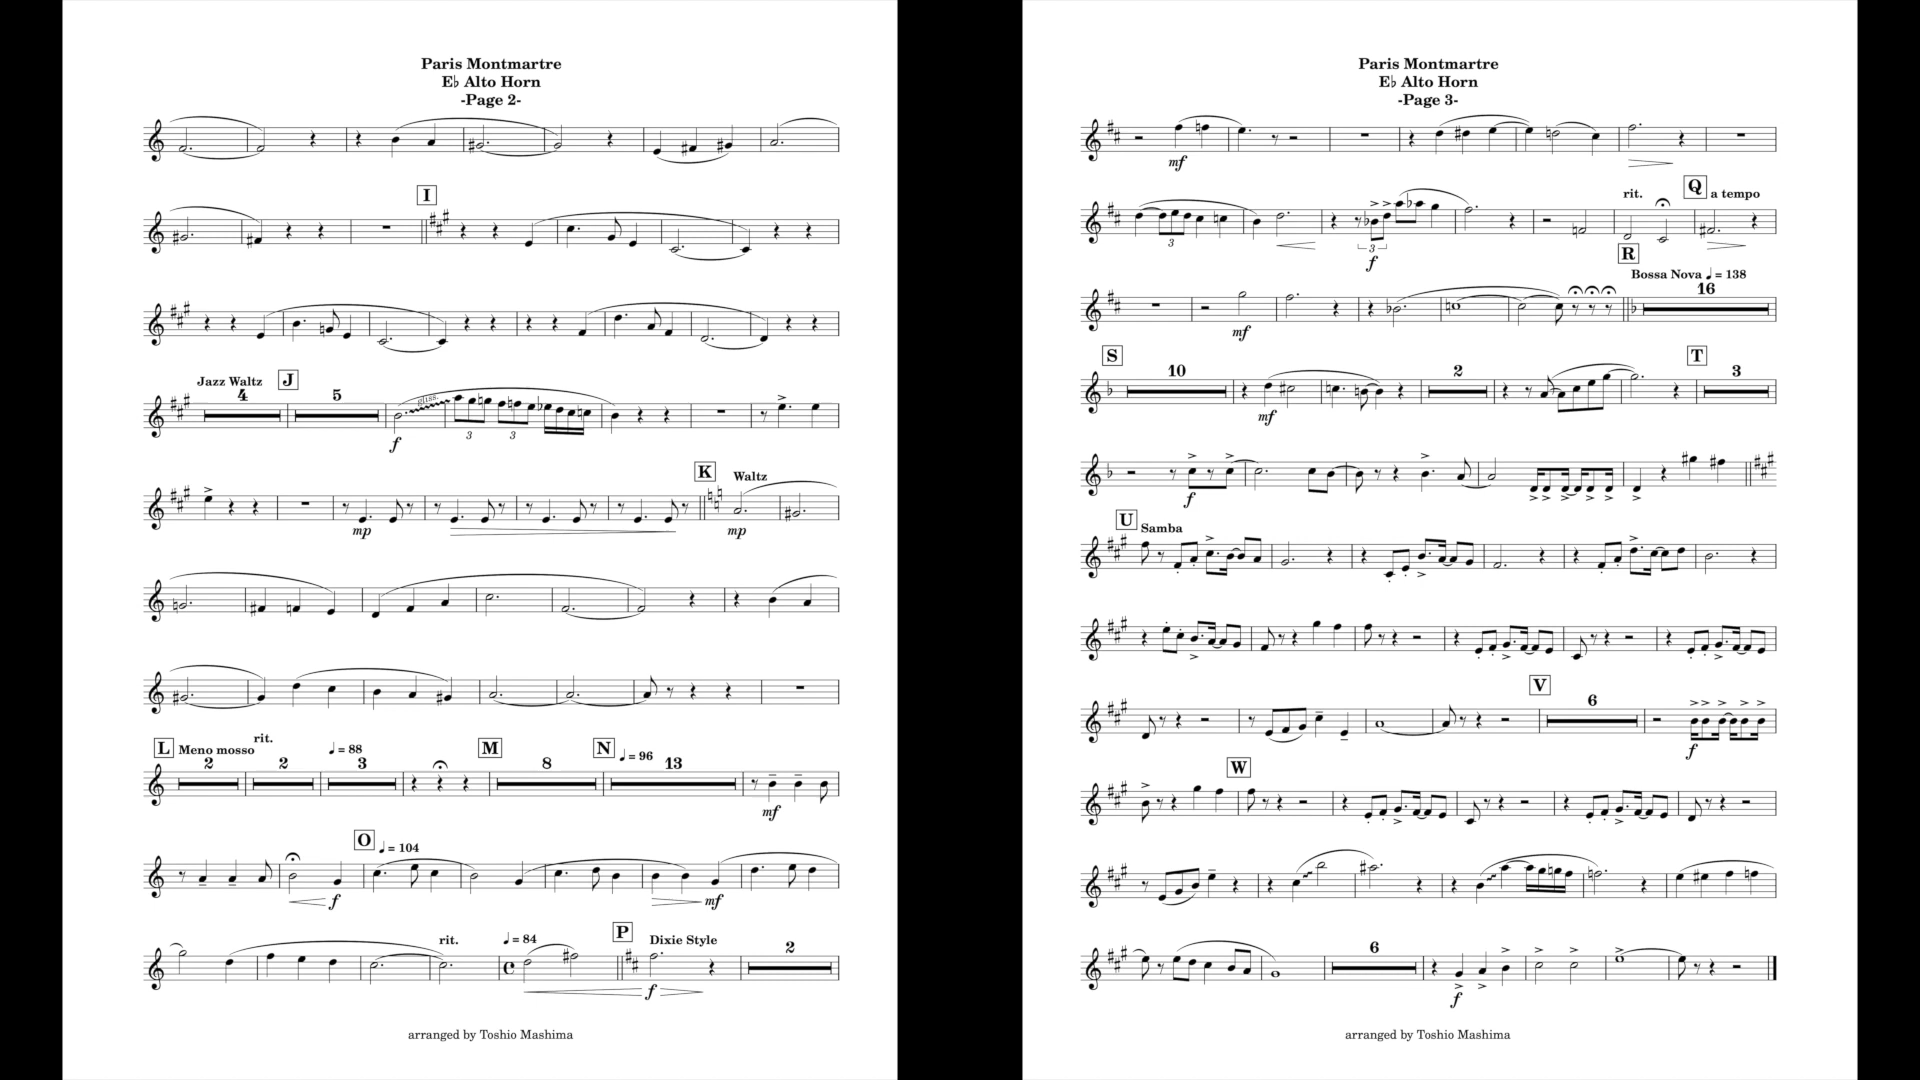 Paris Montmartre
E♭ Alto Horn
-Page 2-
I
Jazz Waltz J
4 5 gliss. 3 3
f
K Waltz
mp mp
L Meno mosso rit. ♩ = 88 M N ♩ = 96
2 2 3 8 13
mf
O ♩ = 104
f mf
rit. ♩ = 84 P Dixie Style
2
f
arranged by Toshio Mashima
Paris Montmartre
E♭ Alto Horn
-Page 3-
mf
rit. Q a tempo
3 3
f
R
Bossa Nova ♩ = 138
16
mf
S T
10 2 3
mf
f
U Samba
V
6
f
W
6
f
arranged by Toshio Mashima